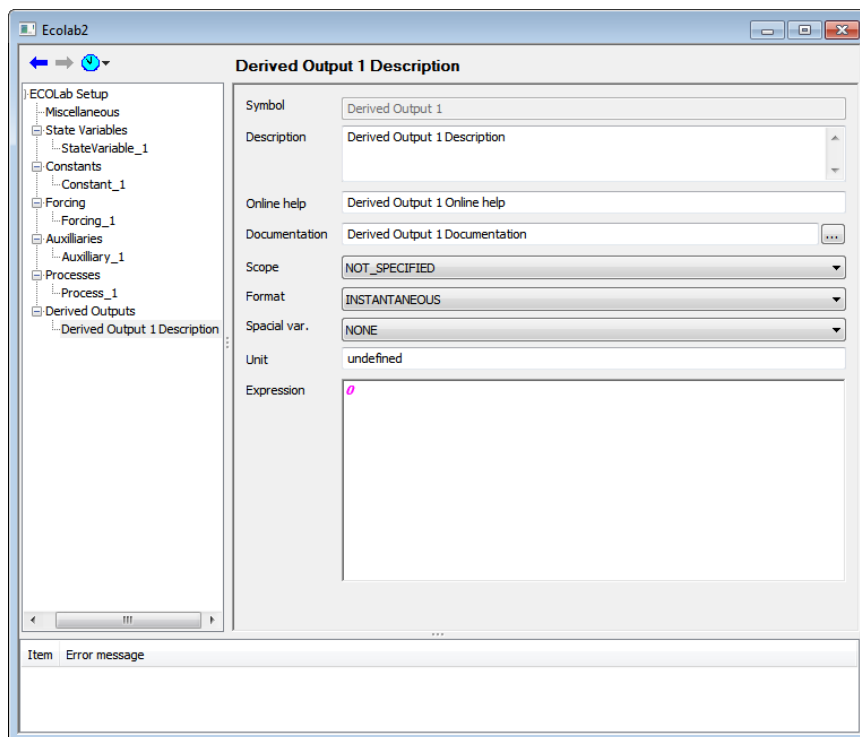 Ecolab2
Derived Output 1 Description
ECOLab Setup
Miscellaneous
State Variables
StateVariable_1
Constants
Constant_1
Forcing
Forcing_1
Auxilliaries
Auxilliary_1
Processes
Process_1
Derived Outputs
Derived Output 1 Description
Symbol Derived Output 1
Description Derived Output 1 Description
Online help Derived Output 1 Online help
Documentation Derived Output 1 Documentation ...
Scope NOT_SPECIFIED
Format INSTANTANEOUS
Spacial var. NONE
Unit undefined
Expression 0
Item Error message